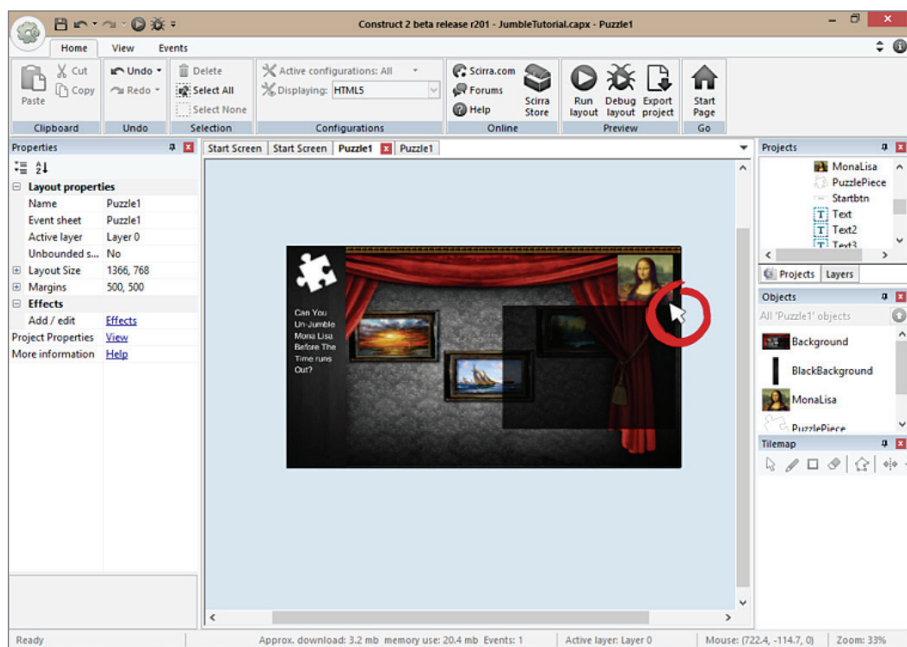 Construct 2 beta release r201 - JumbleTutorial.capx - Puzzle1
Home View Events
Paste
Cut
Copy
Clipboard
Undo
Redo
Undo
Delete
Select All
Select None
Selection
Active configurations: All
Displaying: HTML5
Configurations
Scirra.com
Forums
Help
Scirra Store
Online
Run layout
Debug layout
Export project
Preview
Start Page
Go
Properties
Layout properties
Name Puzzle1
Event sheet Puzzle1
Active layer Layer 0
Unbounded s... No
Layout Size 1366, 768
Margins 500, 500
Effects
Add / edit Effects
Project Properties View
More information Help
Start Screen Start Screen Puzzle1 Puzzle1
Can You
Un-Jumble
Mona Lisa
Before The
Time runs
Out?
Projects
MonaLisa
PuzzlePiece
Startbtn
T Text
T Text2
T Text3
Projects Layers
Objects
All 'Puzzle1' objects
Background
BlackBackground
MonaLisa
PuzzlePiece
Tilemap
Ready Approx. download: 3.2 mb memory use: 20.4 mb Events: 1 Active layer: Layer 0 Mouse: (722.4, -114.7, 0) Zoom: 33%